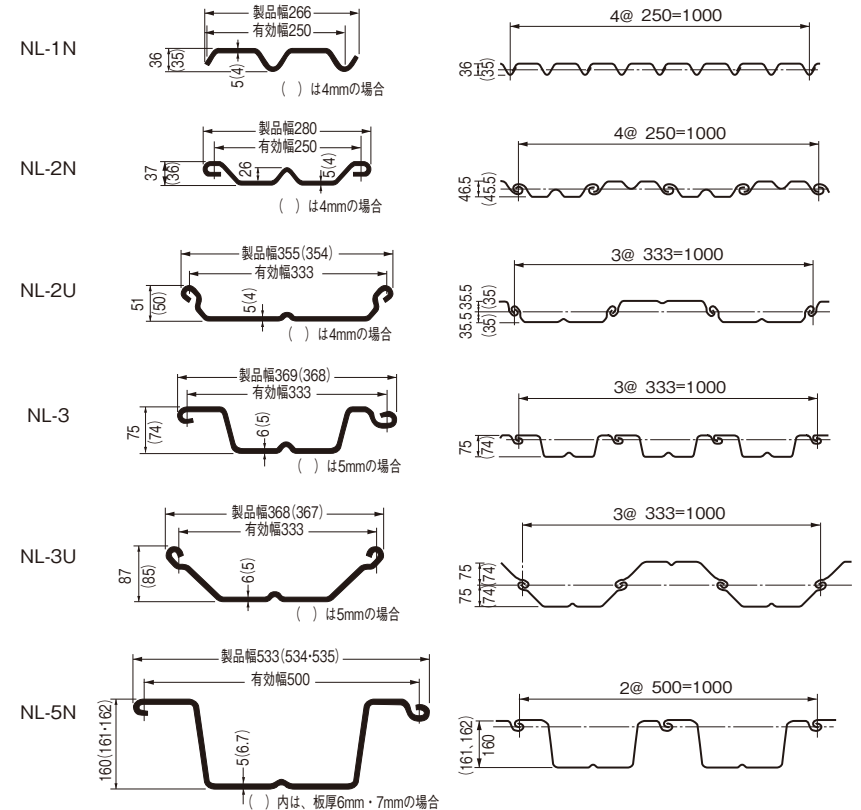 NL-1N
製品幅266
有効幅250
36
(35)
5(4)
( ) は4mmの場合
4@ 250=1000
36
(35)
NL-2N
製品幅280
有効幅250
37
(36)
26
5(4)
( ) は4mmの場合
4@ 250=1000
46.5
(45.5)
NL-2U
製品幅355(354)
有効幅333
51
(50)
5(4)
( ) は4mmの場合
3@ 333=1000
35.5
(35)
35.5
(35)
NL-3
製品幅369(368)
有効幅333
75
(74)
6(5)
( ) は5mmの場合
3@ 333=1000
75
(74)
NL-3U
製品幅368(367)
有効幅333
87
(85)
6(5)
( ) は5mmの場合
3@ 333=1000
75
(74)
75
(74)
NL-5N
製品幅533(534・535)
有効幅500
160(161・162)
5(6.7)
( ) 内は、板厚6mm・7mmの場合
2@ 500=1000
(161、162)
160